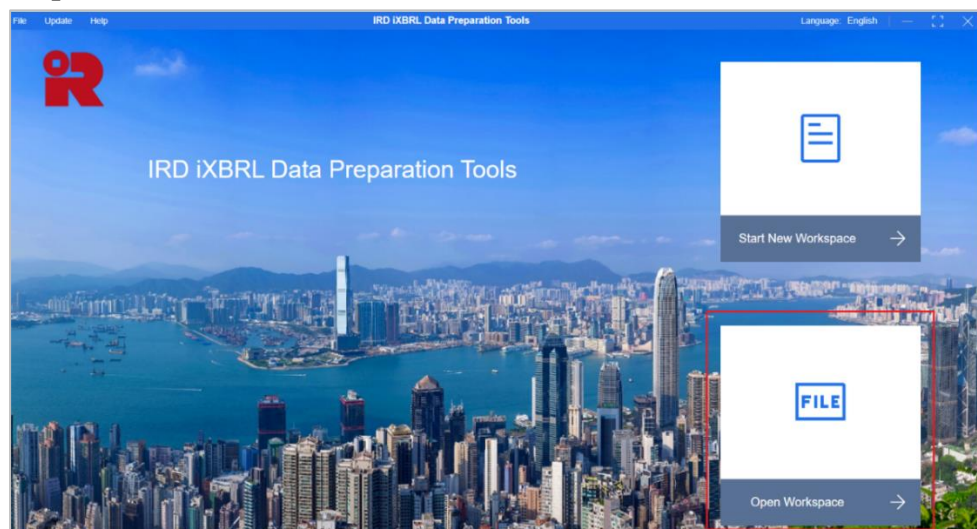 File Update Help IRD iXBRL Data Preparation Tools Language: English
IRD iXBRL Data Preparation Tools
Start New Workspace
FILE
Open Workspace